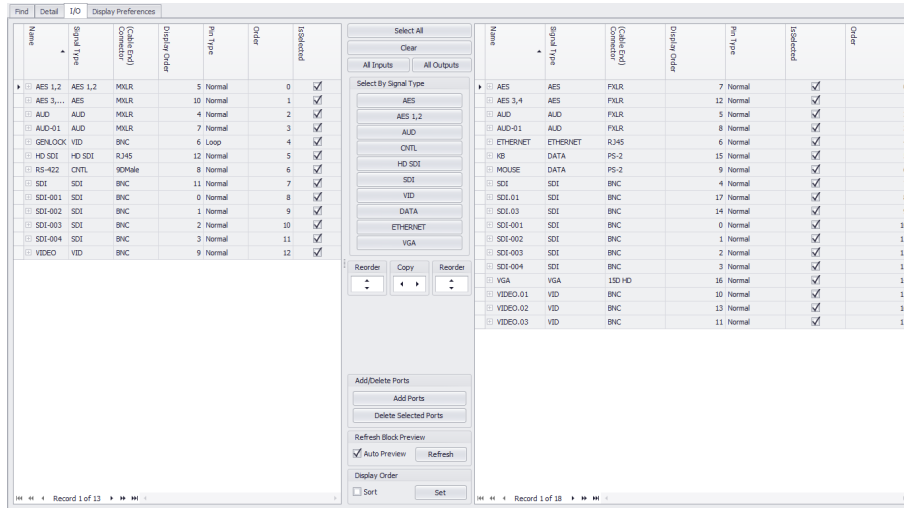 Find Detail I/O Display Preferences
Name Signal Type (Cable End) Connector Display Order Pin Type Order IsSelected
AES 1,2 AES 1,2 MXLR 5 Normal 0
AES 3,... AES MXLR 10 Normal 1
AUD AUD MXLR 4 Normal 2
AUD-01 AUD MXLR 7 Normal 3
GENLOCK VID BNC 6 Loop 4
HD SDI HD SDI RJ45 12 Normal 5
RS-422 CNTL 9DMale 8 Normal 6
SDI SDI BNC 11 Normal 7
SDI-001 SDI BNC 0 Normal 8
SDI-002 SDI BNC 1 Normal 9
SDI-003 SDI BNC 2 Normal 10
SDI-004 SDI BNC 3 Normal 11
VIDEO VID BNC 9 Normal 12
Record 1 of 13
Select All
Clear
All Inputs All Outputs
Select By Signal Type
AES
AES 1,2
AUD
CNTL
HD SDI
SDI
VID
DATA
ETHERNET
VGA
Reorder Copy Reorder
Add/Delete Ports
Add Ports
Delete Selected Ports
Refresh Block Preview
Auto Preview Refresh
Display Order
Sort Set
Name Signal Type (Cable End) Connector Display Order Pin Type IsSelected Order
AES AES FXLR 7 Normal
AES 3,4 AES FXLR 12 Normal
AUD AUD FXLR 5 Normal
AUD-01 AUD FXLR 8 Normal
ETHERNET ETHERNET RJ45 6 Normal
KB DATA PS-2 15 Normal
MOUSE DATA PS-2 9 Normal
SDI SDI BNC 4 Normal
SDI.01 SDI BNC 17 Normal
SDI.03 SDI BNC 14 Normal
SDI-001 SDI BNC 0 Normal
SDI-002 SDI BNC 1 Normal
SDI-003 SDI BNC 2 Normal
SDI-004 SDI BNC 3 Normal
VGA VGA 15D HD 16 Normal
VIDEO.01 VID BNC 10 Normal
VIDEO.02 VID BNC 13 Normal
VIDEO.03 VID BNC 11 Normal
Record 1 of 18